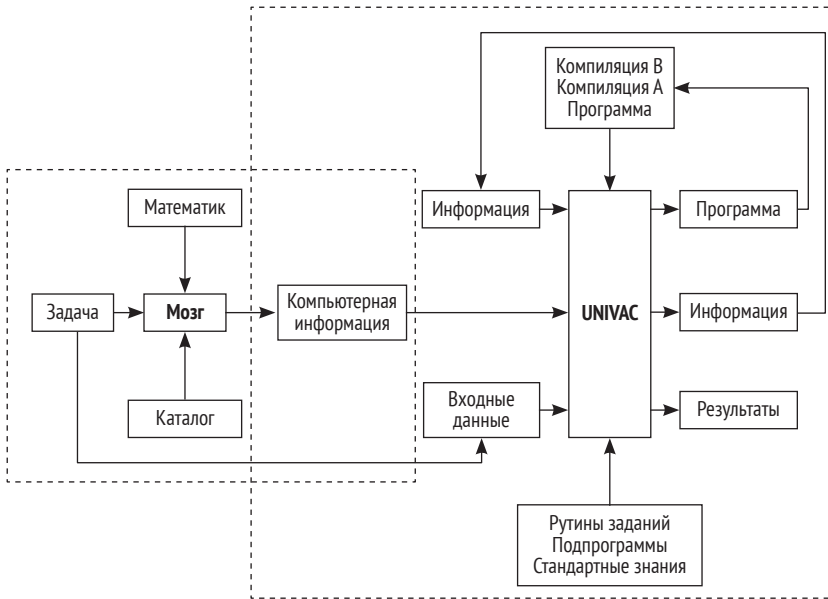 Компиляция B
Компиляция A
Программа
Математик
Информация
Программа
Задача
Мозг
Компьютерная
информация
UNIVAC
Информация
Каталог
Входные
данные
Результаты
Рутины заданий
Подпрограммы
Стандартные знания